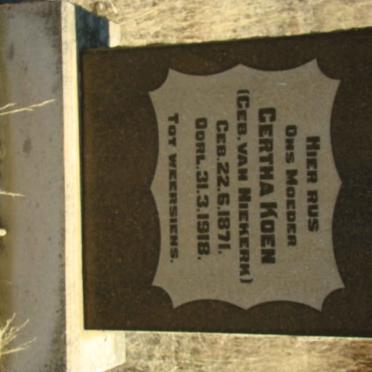 HIER RUS
ONS MOEDER
GERTHA KOEN
(GEB. VAN NIEKERK)
GEB. 22.6.1871.
OORL. 31.3.1918.
TOT WEERSIENS.